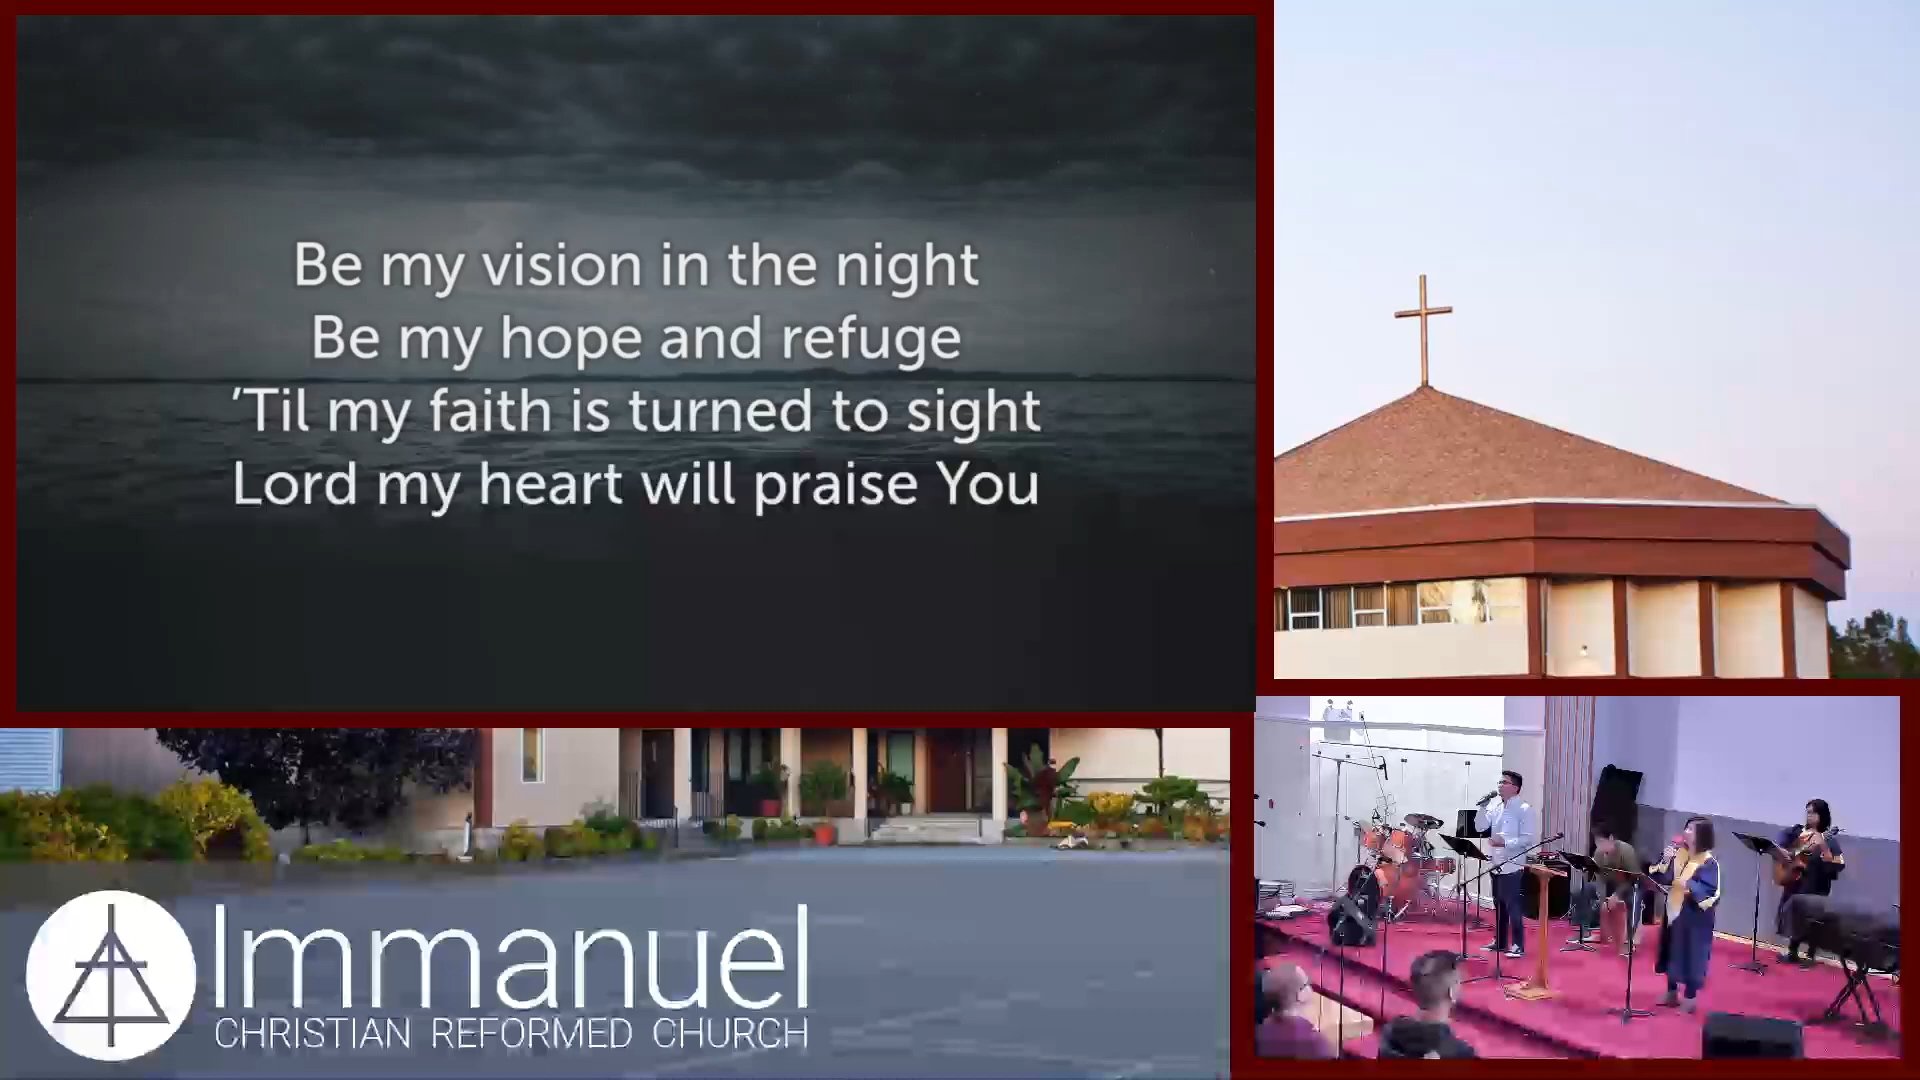 Be my vision in the night
Be my hope and refuge
’Til my faith is turned to sight
Lord my heart will praise You
Immanuel
CHRISTIAN REFORMED CHURCH